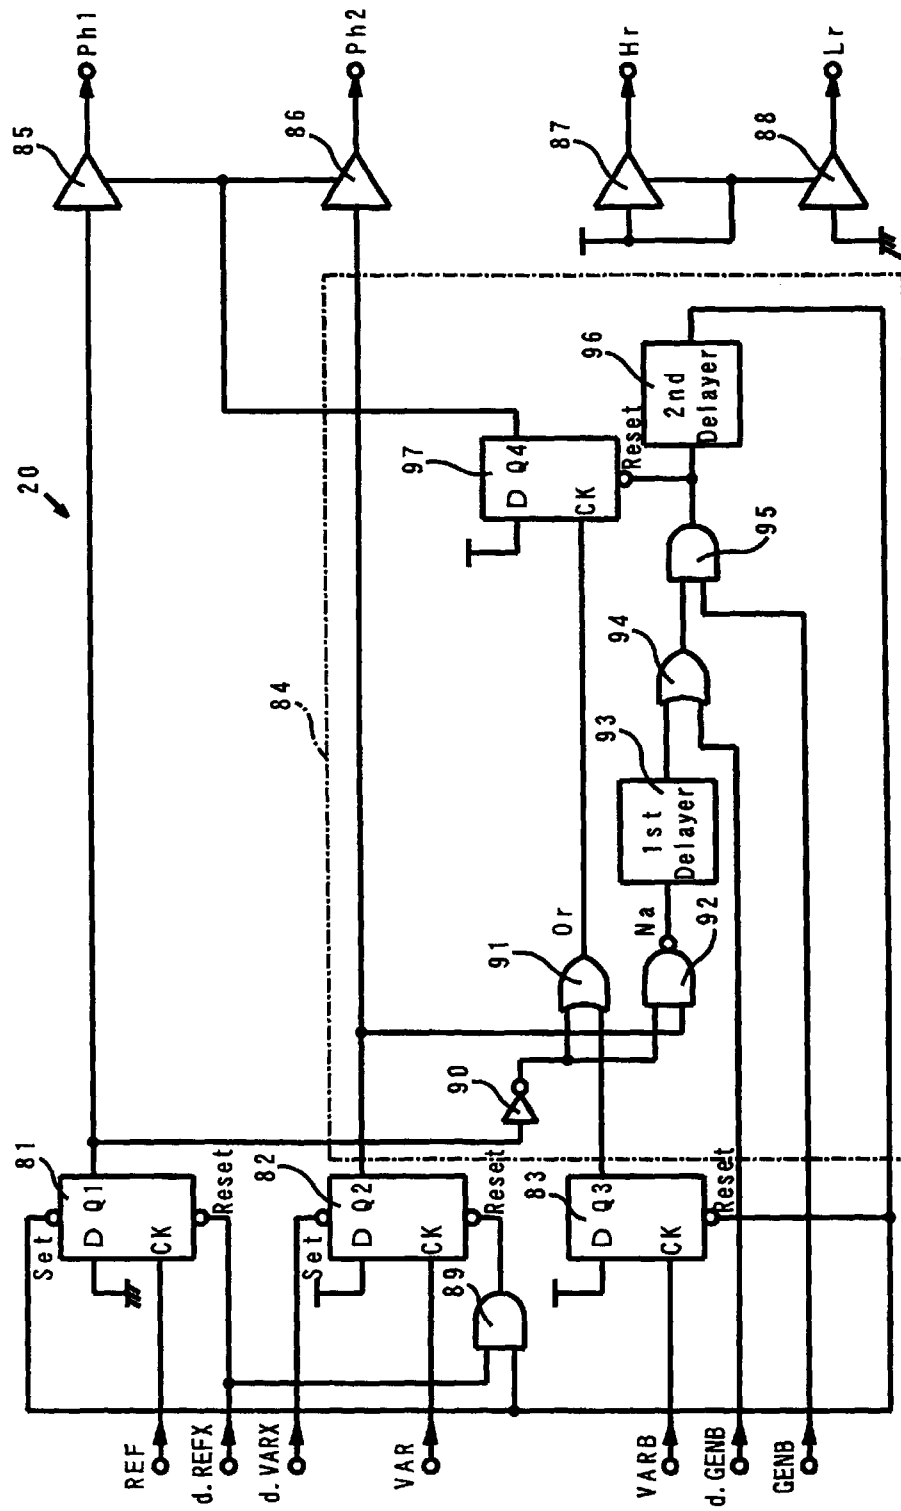 20
REF
d.REFX
d.VARX
VAR
VARB
d.GENB
GENB
81
Set
D Q1
CK
Reset
82
Set
D Q2
CK
Reset
89
83
D Q3
CK
Reset
84
90
91
Or
92
Na
93
1st
Delayer
94
95
96
2nd
Delayer
97
D Q4
CK
Reset
85
Ph1
86
Ph2
87
Hr
88
Lr